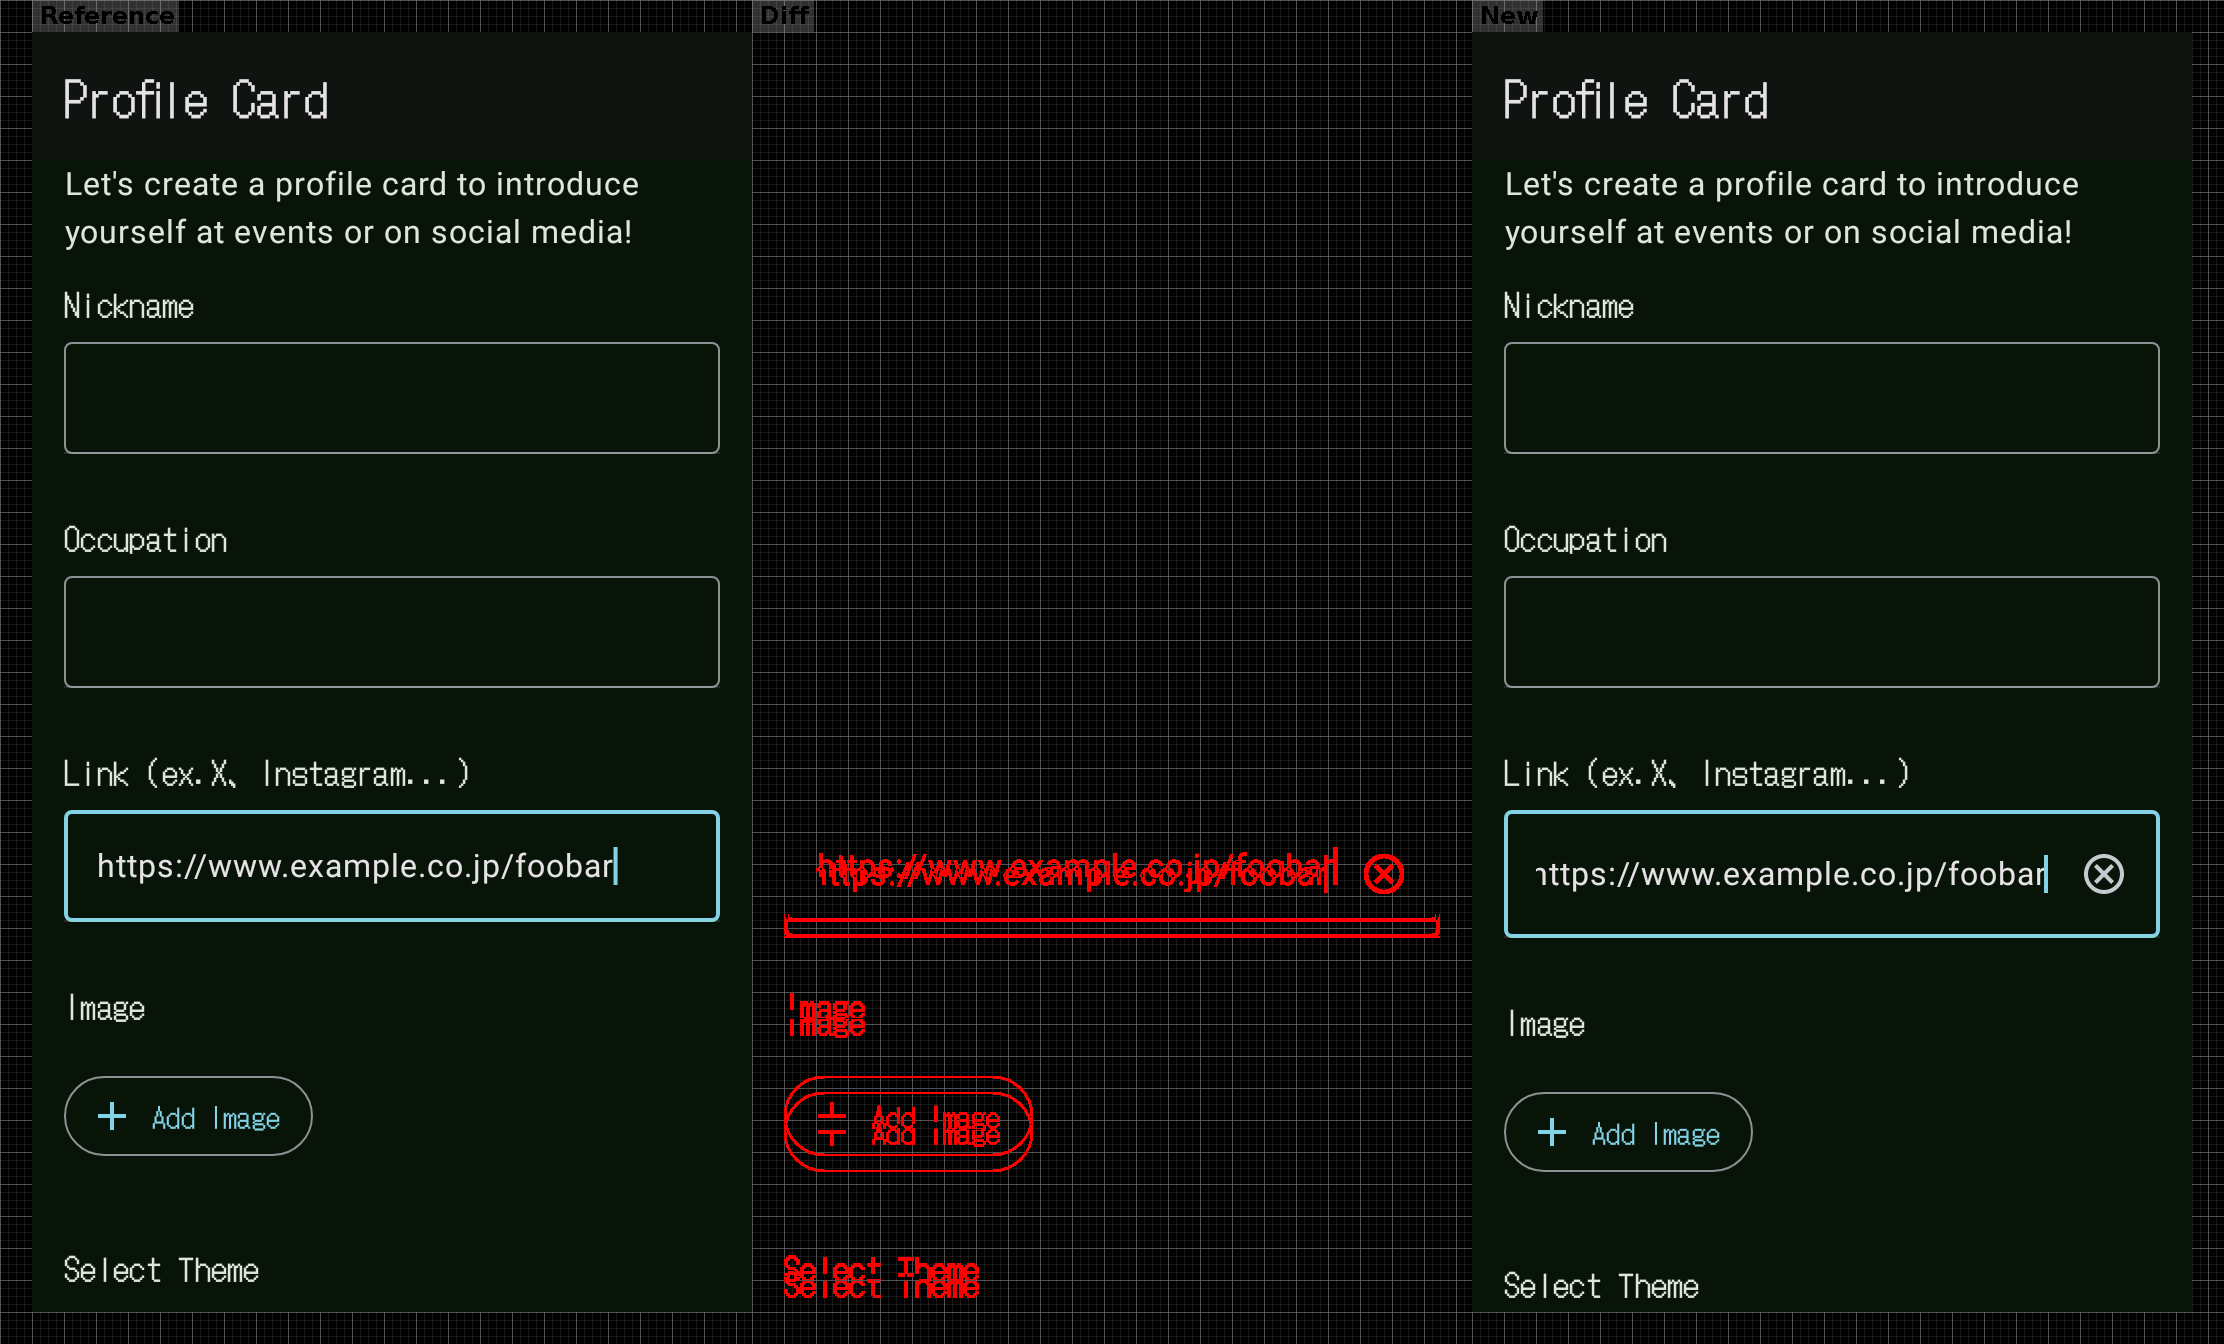 Reference
Diff
New
Profile Card
Let's create a profile card to introduce
yourself at events or on social media!
Nickname
Occupation
Link (ex.X、Instagram...)
https://www.example.co.jp/foobar
Image
Add Image
Select Theme
https://www.example.co.jp/foobar
https://www.example.co.jp/foobar
Image
Image
Add Image
Add Image
Select Theme
Select Theme
Profile Card
Let's create a profile card to introduce
yourself at events or on social media!
Nickname
Occupation
Link (ex.X、Instagram...)
https://www.example.co.jp/foobar
Image
Add Image
Select Theme